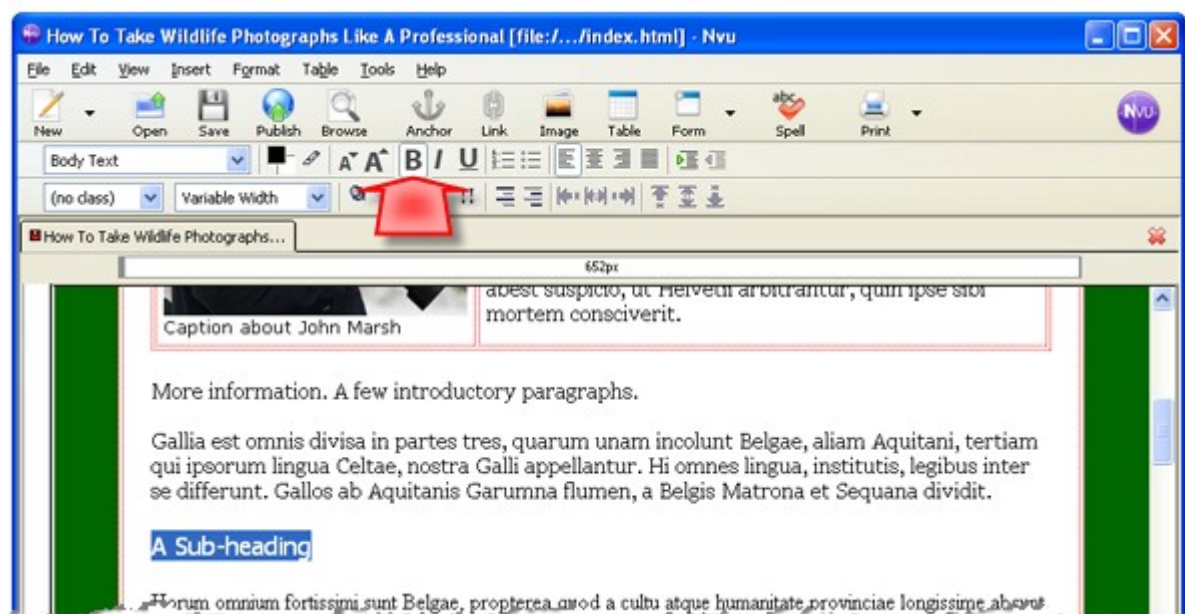 How To Take Wildlife Photographs Like A Professional [file:/.../index.html] - Nvu
File Edit View Insert Format Table Tools Help
New Open Save Publish Browse Anchor Link Image Table Form Spell Print
abc
NVU
Body Text
A A B I U
(no class) Variable Width
How To Take Wildlife Photographs...
652px
abest suspicio, ut Helvetii arbitrantur, quin ipse sibi
mortem consciverit.
Caption about John Marsh
More information. A few introductory paragraphs.
Gallia est omnis divisa in partes tres, quarum unam incolunt Belgae, aliam Aquitani, tertiam
qui ipsorum lingua Celtae, nostra Galli appellantur. Hi omnes lingua, institutis, legibus inter
se differunt. Gallos ab Aquitanis Garumna flumen, a Belgis Matrona et Sequana dividit.
A Sub-heading
Horum omnium fortissimi sunt Belgae, propterea quod a cultu atque humanitate provinciae longissime absunt